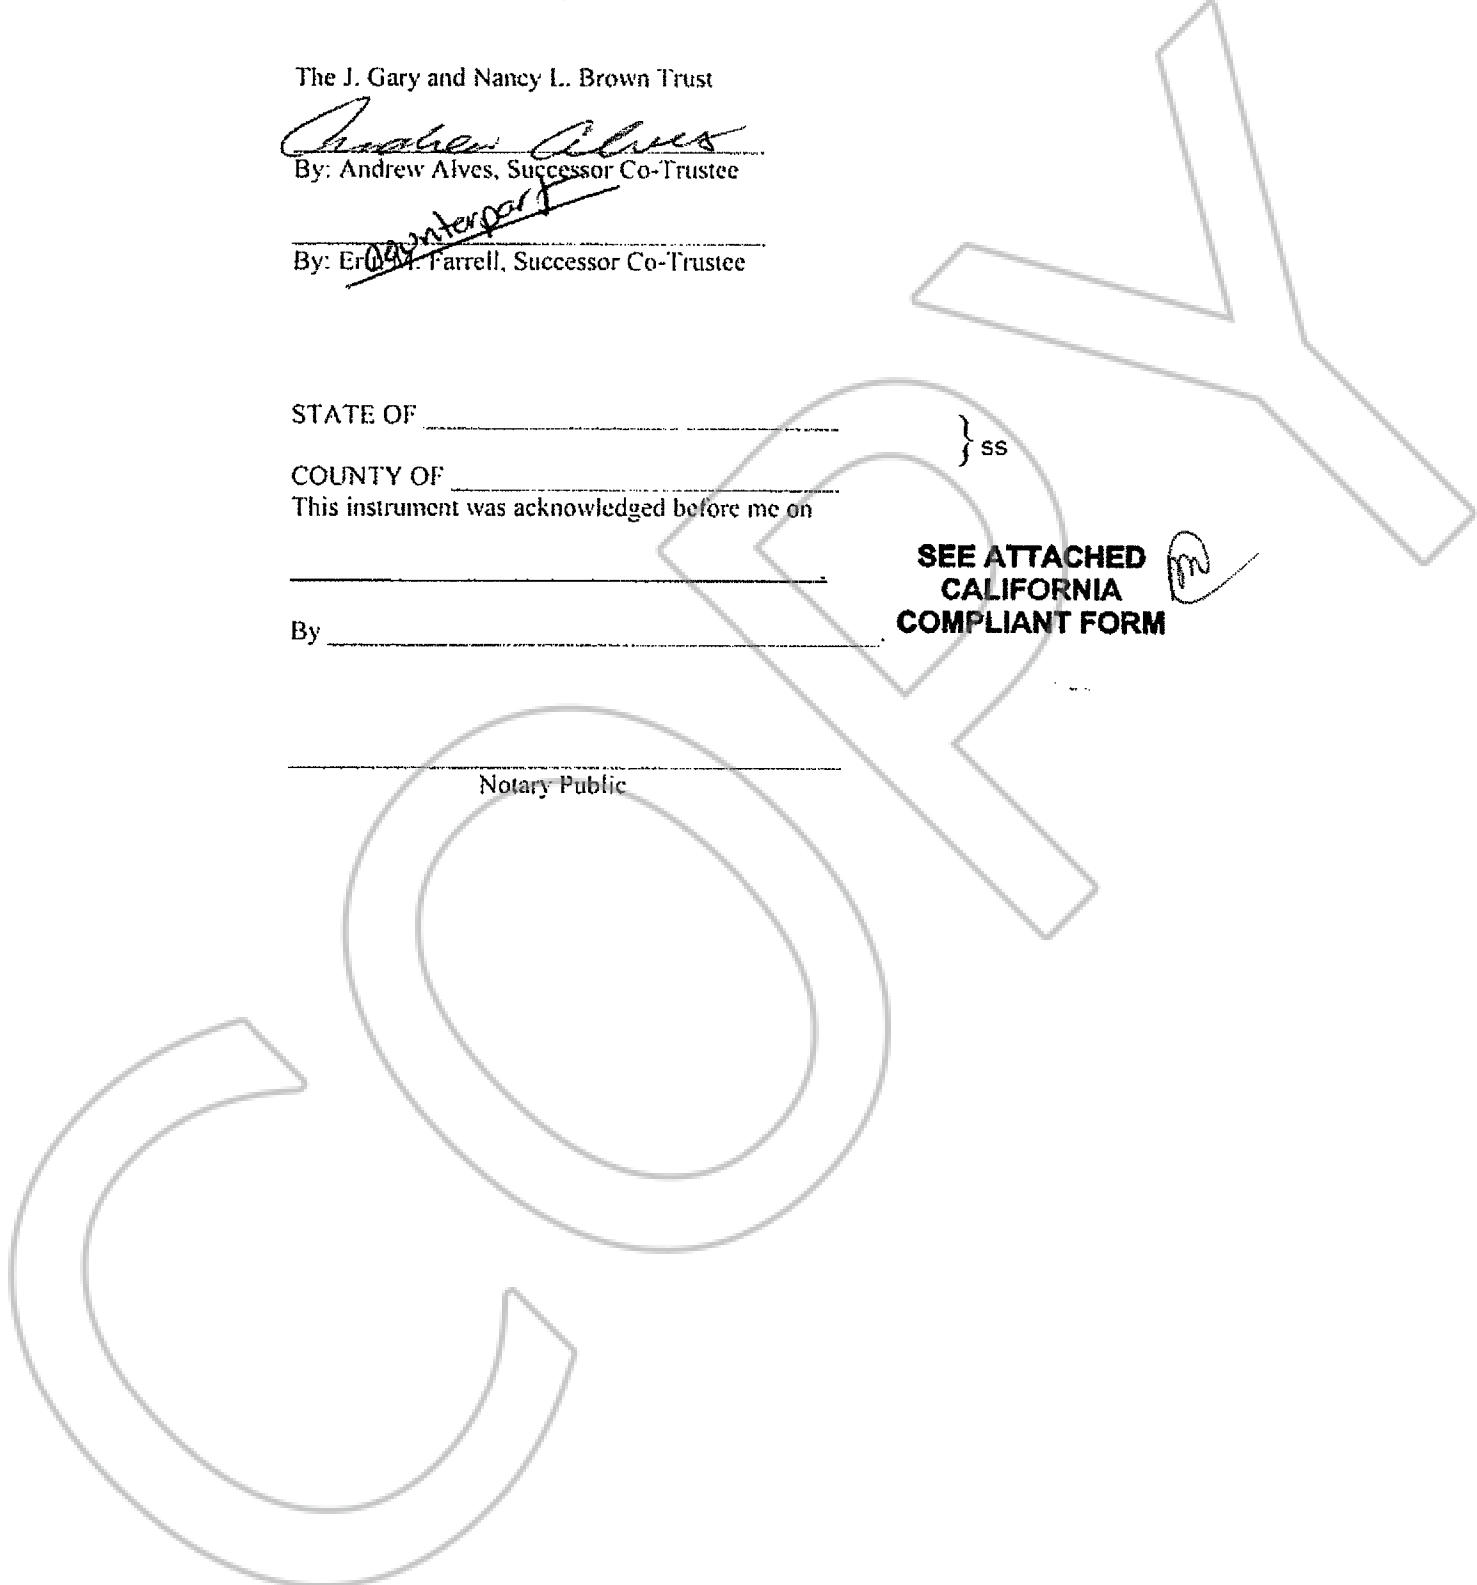 The J. Gary and Nancy L. Brown Trust
Andrew Alves
By: Andrew Alves, Successor Co-Trustee
Counterpart
By: Erin M. Farrell, Successor Co-Trustee
STATE OF
} ss
COUNTY OF
This instrument was acknowledged before me on
SEE ATTACHED
CALIFORNIA
COMPLIANT FORM
m
By
Notary Public
COPY